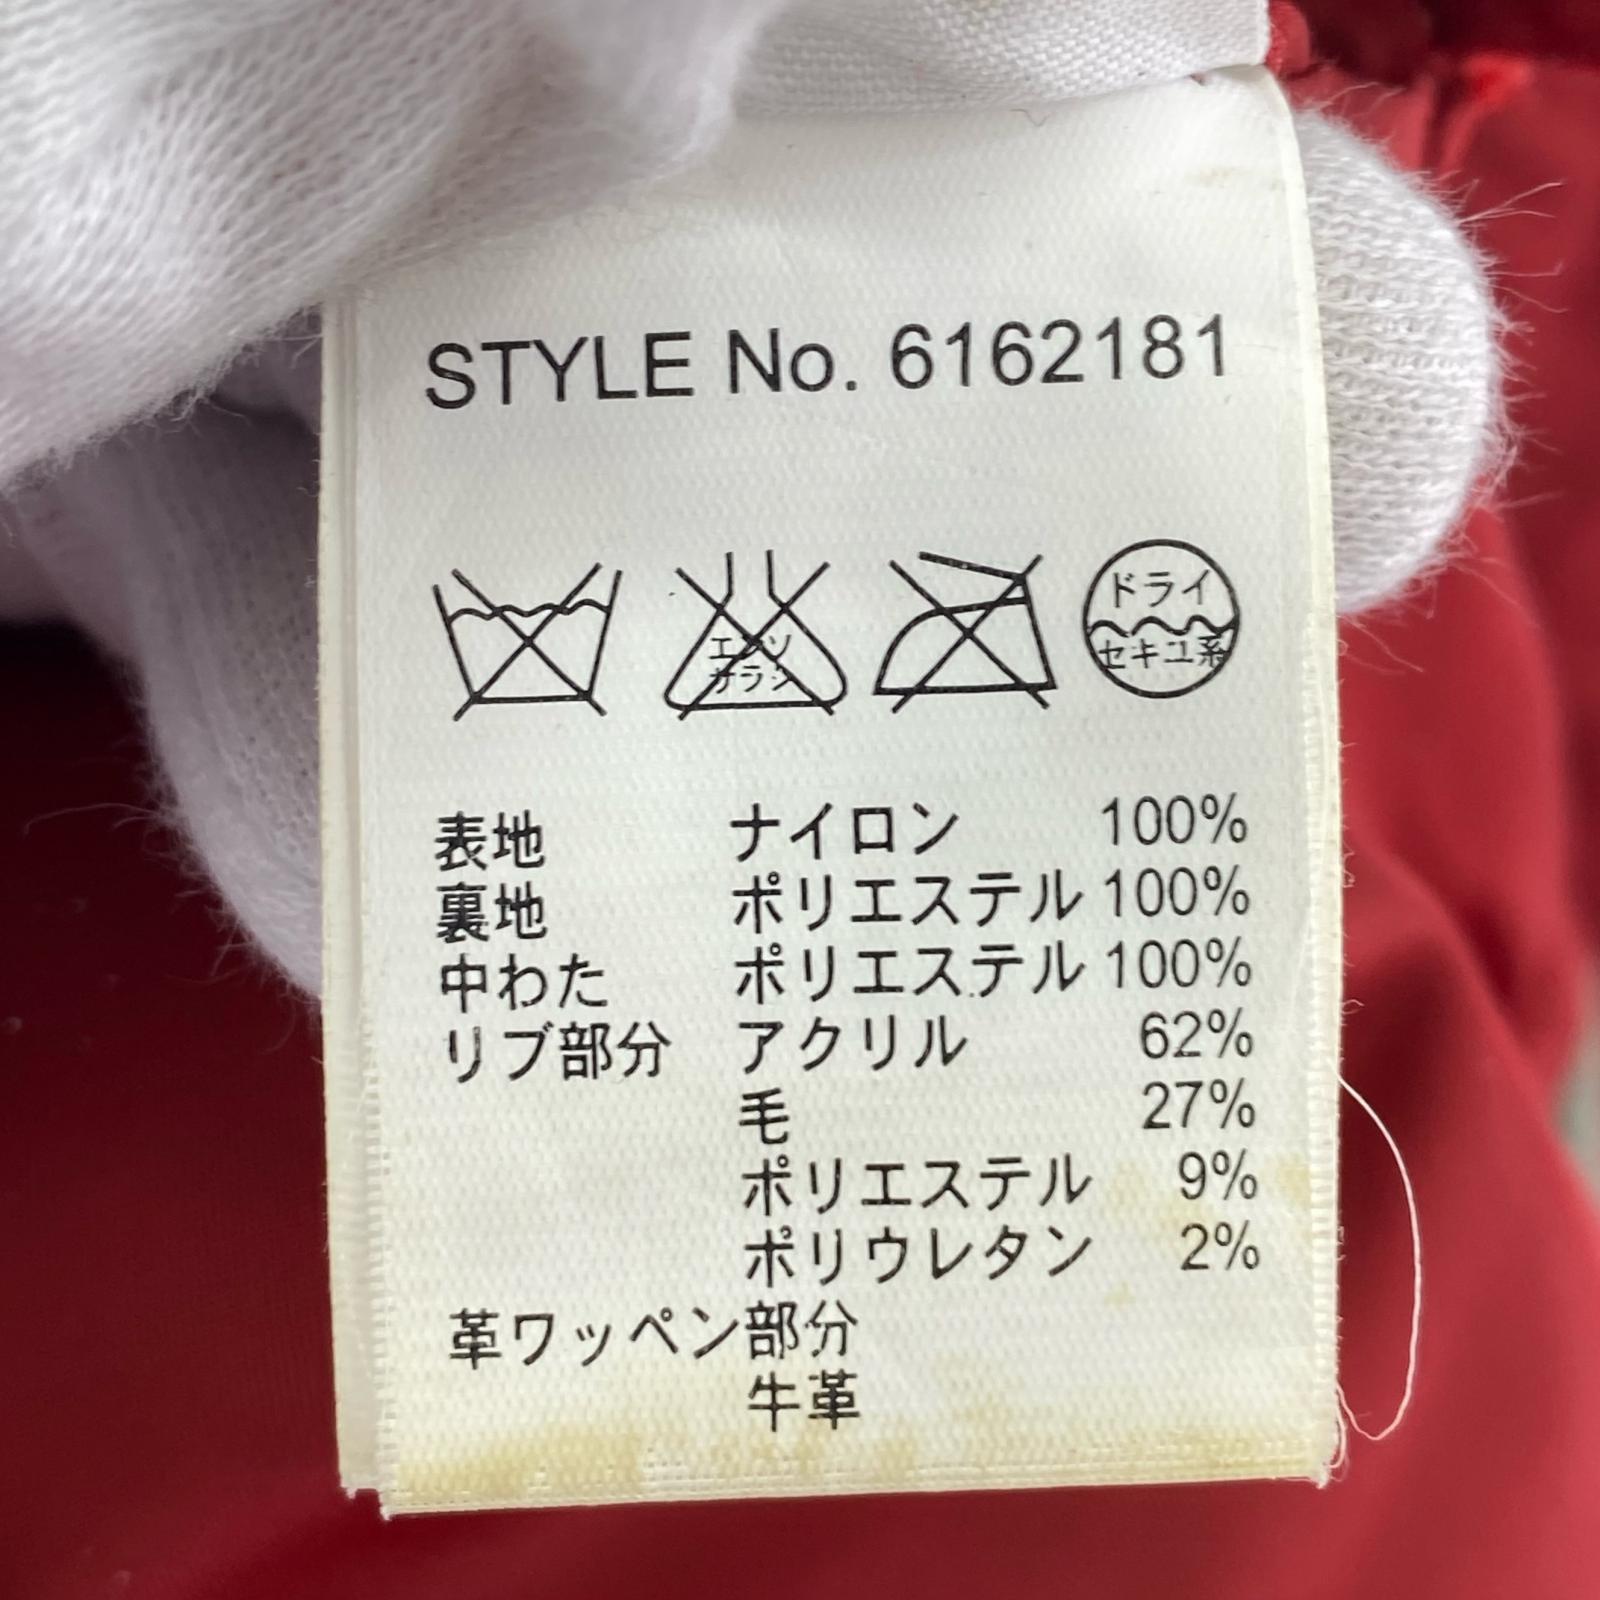 STYLE No. 6162181
エンソ
サラシ
ドライ
セキユ系
表地 ナイロン 100%
裏地 ポリエステル 100%
中わた ポリエステル 100%
リブ部分 アクリル 62%
毛 27%
ポリエステル 9%
ポリウレタン 2%
革ワッペン部分
牛革